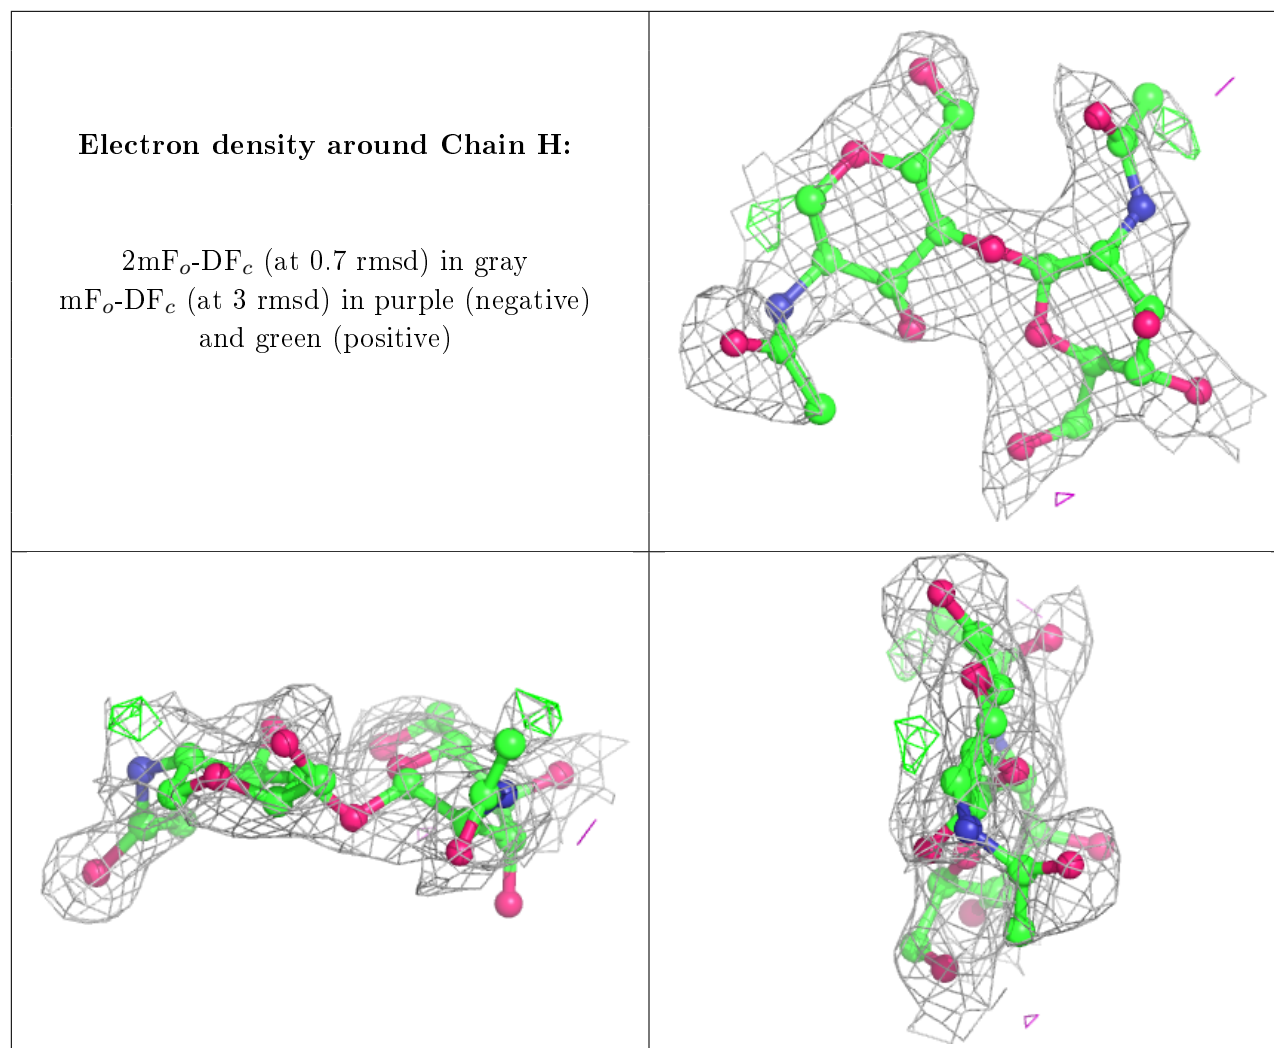 Electron density around Chain H:
2mFo-DFc (at 0.7 rmsd) in gray
mFo-DFc (at 3 rmsd) in purple (negative)
and green (positive)